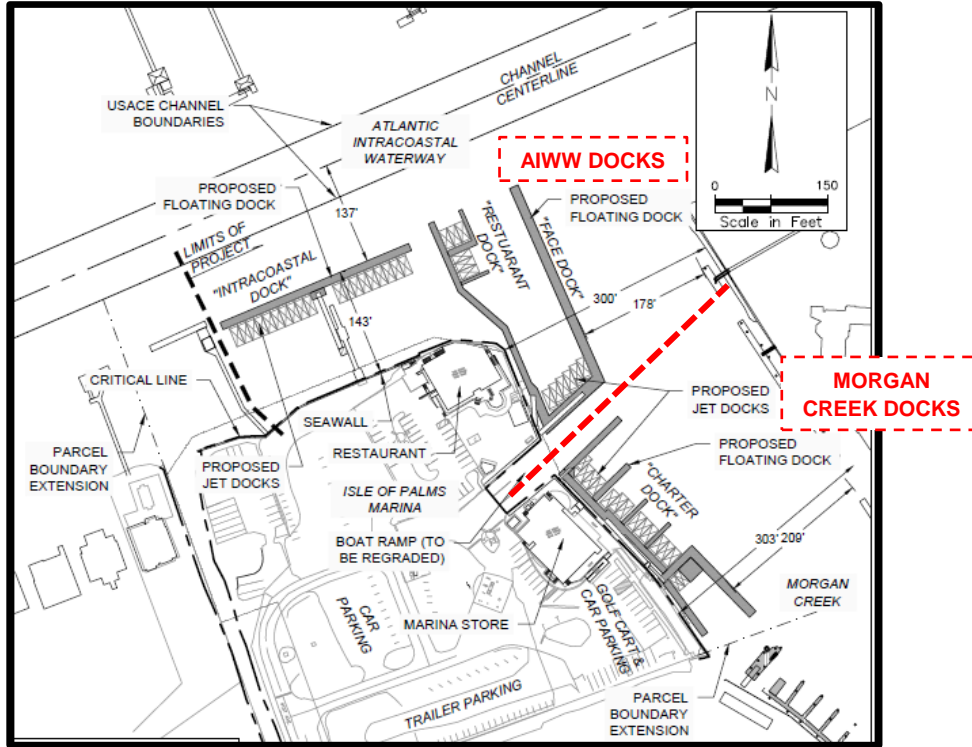 CHANNEL
CENTERLINE
USACE CHANNEL
BOUNDARIES
ATLANTIC
INTRACOASTAL
WATERWAY
N
0 150
Scale in Feet
AIWW DOCKS
PROPOSED
FLOATING DOCK
137'
PROPOSED
FLOATING DOCK
LIMITS OF
PROJECT
"INTRACOASTAL
DOCK"
"RESTUARANT
DOCK"
"FACE DOCK"
300'
178'
143'
CRITICAL LINE
SEAWALL
PROPOSED
JET DOCKS
MORGAN
CREEK DOCKS
PARCEL
BOUNDARY
EXTENSION
PROPOSED
JET DOCKS
RESTAURANT
PROPOSED
FLOATING DOCK
"CHARTER
DOCK"
ISLE OF PALMS
MARINA
BOAT RAMP (TO
BE REGRADED)
303' 209'
MORGAN
CREEK
CAR
PARKING
MARINA STORE
GOLF CART &
CAR PARKING
TRAILER PARKING
PARCEL
BOUNDARY
EXTENSION